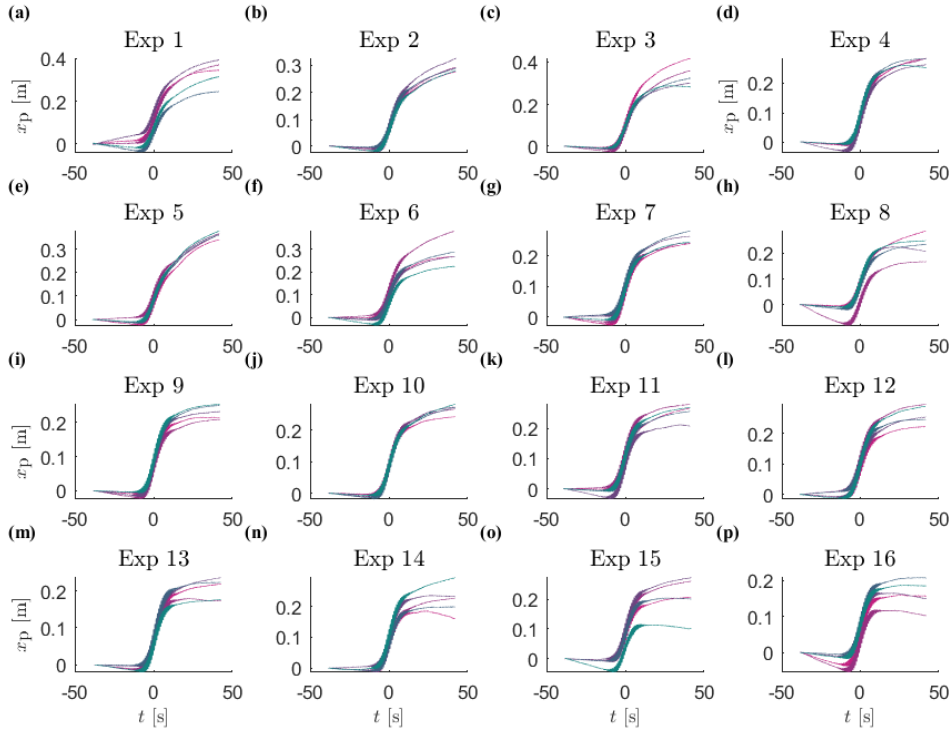 (a) (b) (c) (d)
Exp 1 Exp 2 Exp 3 Exp 4
x_p [m]
0.4 0.2 0
0.3 0.2 0.1 0
0.4 0.2 0
0.2 0.1 0
-50 0 50 -50 0 50 -50 0 50 -50 0 50
(e) (f) (g) (h)
Exp 5 Exp 6 Exp 7 Exp 8
x_p [m]
0.3 0.2 0.1 0
0.3 0.2 0.1 0
0.2 0.1 0
0.2 0.1 0
-50 0 50 -50 0 50 -50 0 50 -50 0 50
(i) (j) (k) (l)
Exp 9 Exp 10 Exp 11 Exp 12
x_p [m]
0.2 0.1 0
0.2 0.1 0
0.2 0.1 0
0.2 0.1 0
-50 0 50 -50 0 50 -50 0 50 -50 0 50
(m) (n) (o) (p)
Exp 13 Exp 14 Exp 15 Exp 16
x_p [m]
0.2 0.1 0
0.2 0.1 0
0.2 0.1 0
0.2 0.1 0
-50 0 50 -50 0 50 -50 0 50 -50 0 50
t [s] t [s] t [s] t [s]